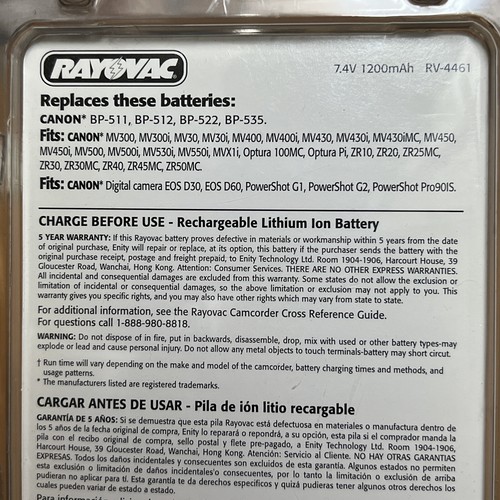 RAYOVAC
7.4V 1200mAh RV-4461
Replaces these batteries:
CANON* BP-511, BP-512, BP-522, BP-535.
Fits: CANON* MV300, MV300i, MV30, MV30i, MV400, MV400i, MV430, MV430i, MV430iMC, MV450,
MV450i, MV500, MV500i, MV530i, MV550i, MVX1i, Optura 100MC, Optura Pi, ZR10, ZR20, ZR25MC,
ZR30, ZR30MC, ZR40, ZR45MC, ZR50MC.
Fits: CANON* Digital camera EOS D30, EOS D60, PowerShot G1, PowerShot G2, PowerShot Pro90IS.
CHARGE BEFORE USE - Rechargeable Lithium Ion Battery
5 YEAR WARRANTY: If this Rayovac battery proves defective in materials or workmanship within 5 years from the date
of original purchase, Enity will repair or replace, at its option, this battery if the purchaser sends the battery with the
original purchase receipt, postage and freight prepaid, to Enity Technology Ltd. Room 1904-1906, Harcourt House, 39
Gloucester Road, Wanchai, Hong Kong. Attention: Consumer Services. THERE ARE NO OTHER EXPRESS WARRANTIES.
All incidental and consequential damages are excluded from this warranty. Some states do not allow the exclusion or
limitation of incidental or consequential damages, so the above limitation or exclusion may not apply to you. This
warranty gives you specific rights, and you may also have other rights which may vary from state to state.
For additional information, see the Rayovac Camcorder Cross Reference Guide.
For questions call 1-888-980-8818.
WARNING: Do not dispose of in fire, put in backwards, disassemble, drop, mix with used or other battery types-may
explode or lead and cause personal injury. Do not allow any metal objects to touch terminals-battery may short circuit.
† Run time will vary depending on the make and model of the camcorder, battery charging times and methods, and
usage patterns.
* The manufacturers listed are registered trademarks.
CARGAR ANTES DE USAR - Pila de ión litio recargable
GARANTÍA DE 5 AÑOS: Si se demuestra que esta pila Rayovac está defectuosa en materiales o manufactura dentro de
los 5 años de la fecha original de compra, Enity lo reparará o repondrá, a su opción, esta pila si el comprador manda la
pila con el recibo original de compra, sello postal y flete pre-pagado, a Enity Technology Ltd. Room 1904-1906,
Harcourt House, 39 Gloucester Road, Wanchai, Hong Kong. Atención: Servicio al Cliente. NO HAY OTRAS GARANTÍAS
EXPRESAS. Todos los daños incidentales y consecuentes son excluidos de esta garantía. Algunos estados no permiten
esta exclusión o limitación de daños incidentales o consecuentes, por lo tanto la limitación o exclusión de arriba
pudieran no aplicar para ti. Esta garantía te da derechos específicos y quizá pudieras tener algunos otros derechos los
cuales pueden variar de estado a estado.